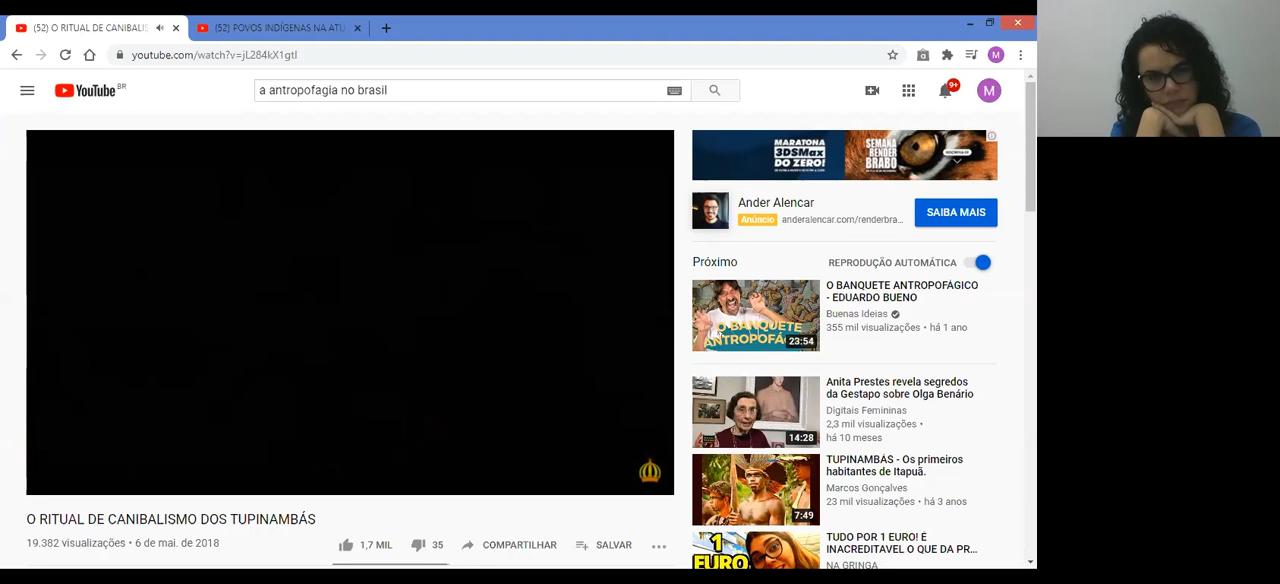 (52) O RITUAL DE CANIBALIS
(52) POVOS INDÍGENAS NA ATU
youtube.com/watch?v=jL284kX1gtI
M
YouTube BR
a antropofagia no brasil
9+
M
MARATONA
3DSMax
DO ZERO!
SEMANA
RENDER
BRABO
Ander Alencar
Anúncio anderalencar.com/renderbra...
SAIBA MAIS
Próximo
REPRODUÇÃO AUTOMÁTICA
O BANQUETE
ANTROPOFÁ
23:54
O BANQUETE ANTROPOFÁGICO
- EDUARDO BUENO
Buenas Ideias
355 mil visualizações • há 1 ano
14:28
Anita Prestes revela segredos
da Gestapo sobre Olga Benário
Digitais Femininas
2,3 mil visualizações •
há 10 meses
7:49
TUPINAMBÁS - Os primeiros
habitantes de Itapuã.
Marcos Gonçalves
23 mil visualizações • há 3 anos
1
EURO
TUDO POR 1 EURO! É
INACREDITAVEL O QUE DA PR...
NA GRINGA
O RITUAL DE CANIBALISMO DOS TUPINAMBÁS
19.382 visualizações • 6 de mai. de 2018
1,7 MIL
35
COMPARTILHAR
SALVAR